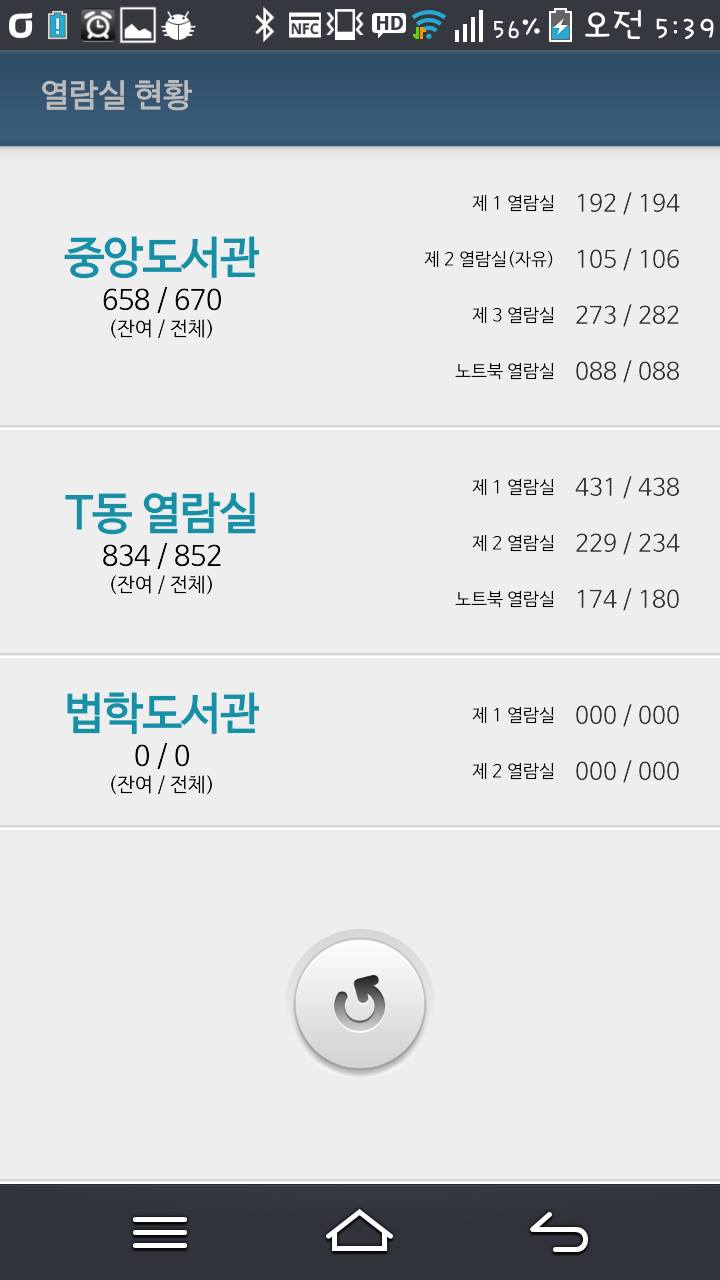 NFC HD 56% 오전 5:39
열람실 현황
중앙도서관
658 / 670
(잔여 / 전체)
제 1 열람실 192 / 194
제 2 열람실(자유) 105 / 106
제 3 열람실 273 / 282
노트북 열람실 088 / 088
T동 열람실
834 / 852
(잔여 / 전체)
제 1 열람실 431 / 438
제 2 열람실 229 / 234
노트북 열람실 174 / 180
법학도서관
0 / 0
(잔여 / 전체)
제 1 열람실 000 / 000
제 2 열람실 000 / 000